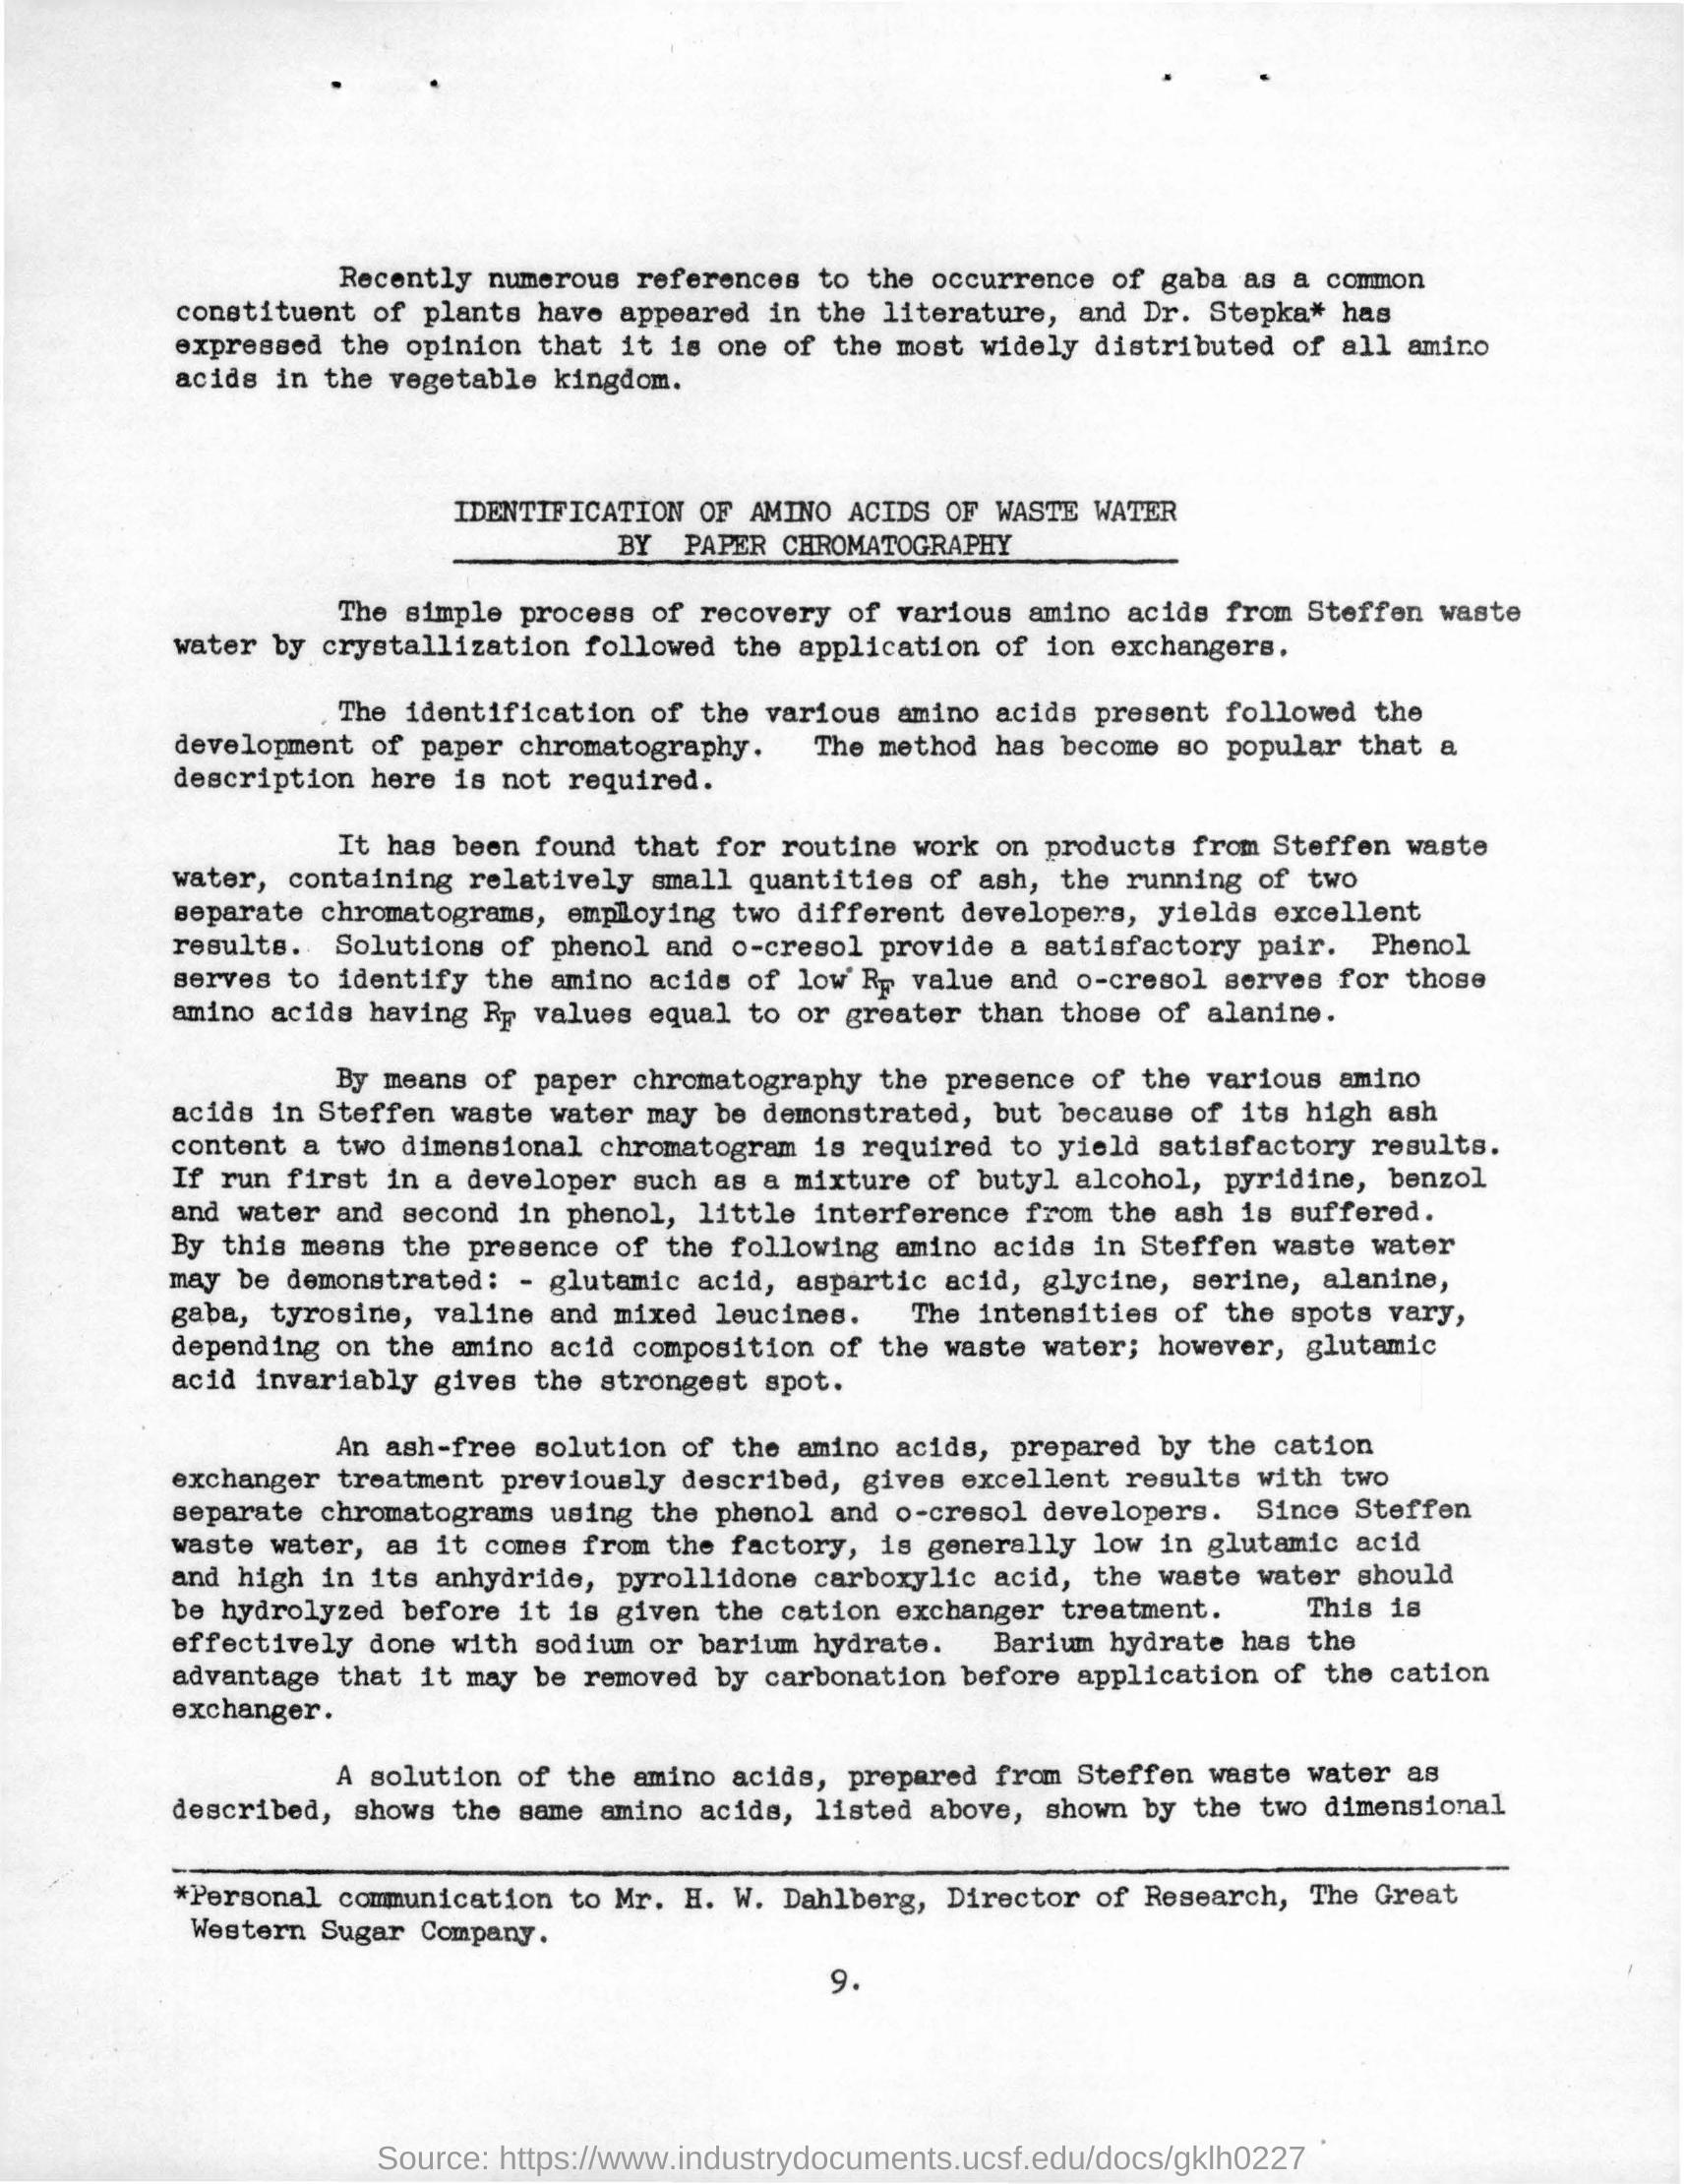 Recently numerous references to the occurrence of gaba as a common
constituent of plants have appeared in the literature, and Dr. Stepka* has
expressed the opinion that it is one of the most widely distributed of all amino
acids in the vegetable kingdom.
IDENTIFICATION OF AMINO ACIDS OF WASTE WATER
BY PAPER CHROMATOGRAPHY
The simple process of recovery of various amino acids from Steffen waste
water by crystallization followed the application of ion exchangers.
The identification of the various amino acids present followed the
development of paper chromatography. The method has become so popular that a
description here is not required.
It has been found that for routine work on products from Steffen waste
water, containing relatively small quantities of ash, the running of two
separate chromatograms, employing two different developers, yields excellent
results. Solutions of phenol and o-cresol provide a satisfactory pair. Phenol
serves to identify the amino acids of low RF value and o-cresol serves for those
amino acids having RF values equal to or greater than those of alanine.
By means of paper chromatography the presence of the various amino
acids in Steffen waste water may be demonstrated, but because of its high ash
content a two dimensional chromatogram is required to yield satisfactory results.
If run first in a developer such as a mixture of butyl alcohol, pyridine, benzol
and water and second in phenol, little interference from the ash is suffered.
By this means the presence of the following amino acids in Steffen waste water
may be demonstrated: - glutamic acid, aspartic acid, glycine, serine, alanine,
gaba, tyrosine, valine and mixed leucines. The intensities of the spots vary,
depending on the amino acid composition of the waste water; however, glutamic
acid invariably gives the strongest spot.
An ash-free solution of the amino acids, prepared by the cation
exchanger treatment previously described, gives excellent results with two
separate chromatograms using the phenol and o-cresol developers. Since Steffen
waste water, as it comes from the factory, is generally low in glutamic acid
and high in its anhydride, pyrollidone carboxylic acid, the waste water should
be hydrolyzed before it is given the cation exchanger treatment. This is
effectively done with sodium or barium hydrate. Barium hydrate has the
advantage that it may be removed by carbonation before application of the cation
exchanger.
A solution of the amino acids, prepared from Steffen waste water as
described, shows the same amino acids, listed above, shown by the two dimensional
*Personal communication to Mr. H. W. Dahlberg, Director of Research, The Great
Western Sugar Company.
9.
Source: https://www.industrydocuments.ucsf.edu/docs/gklh0227